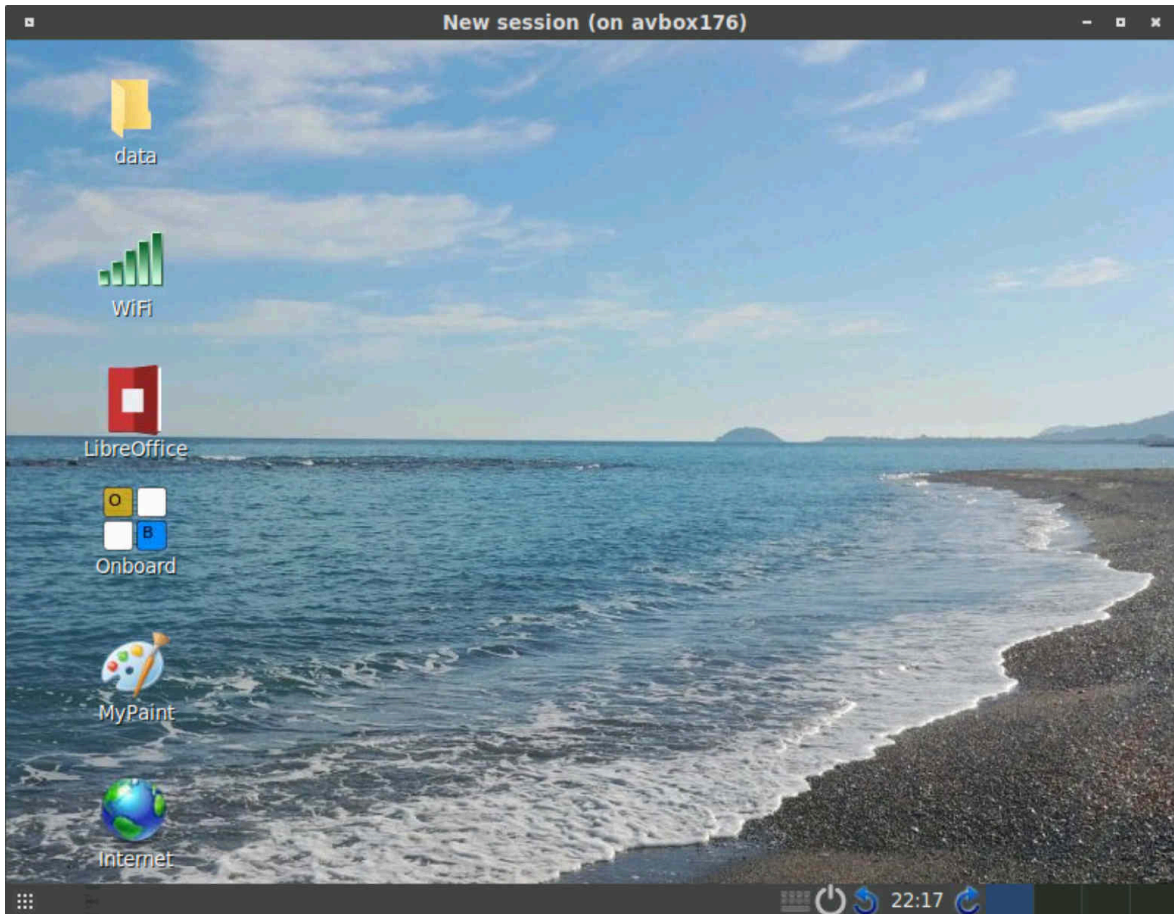 New session (on avbox176)
data
WiFi
LibreOffice
O
B
Onboard
MyPaint
Internet
22:17